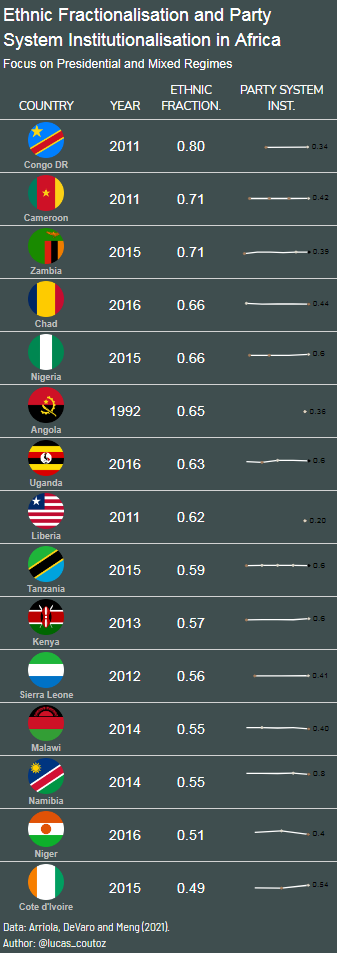 Ethnic Fractionalisation and Party
System Institutionalisation in Africa
Focus on Presidential and Mixed Regimes
COUNTRY YEAR ETHNIC FRACTION. PARTY SYSTEM INST.
2011 0.80 0.34
Congo DR
2011 0.71 0.42
Cameroon
2015 0.71 0.39
Zambia
2016 0.66 0.44
Chad
2015 0.66 0.6
Nigeria
1992 0.65 0.36
Angola
2016 0.63 0.6
Uganda
2011 0.62 0.20
Liberia
2015 0.59 0.6
Tanzania
2013 0.57 0.6
Kenya
2012 0.56 0.41
Sierra Leone
2014 0.55 0.40
Malawi
2014 0.55 0.8
Namibia
2016 0.51 0.4
Niger
2015 0.49 0.54
Cote d'Ivoire
Data: Arriola, DeVaro and Meng (2021).
Author: @lucas_coutoz